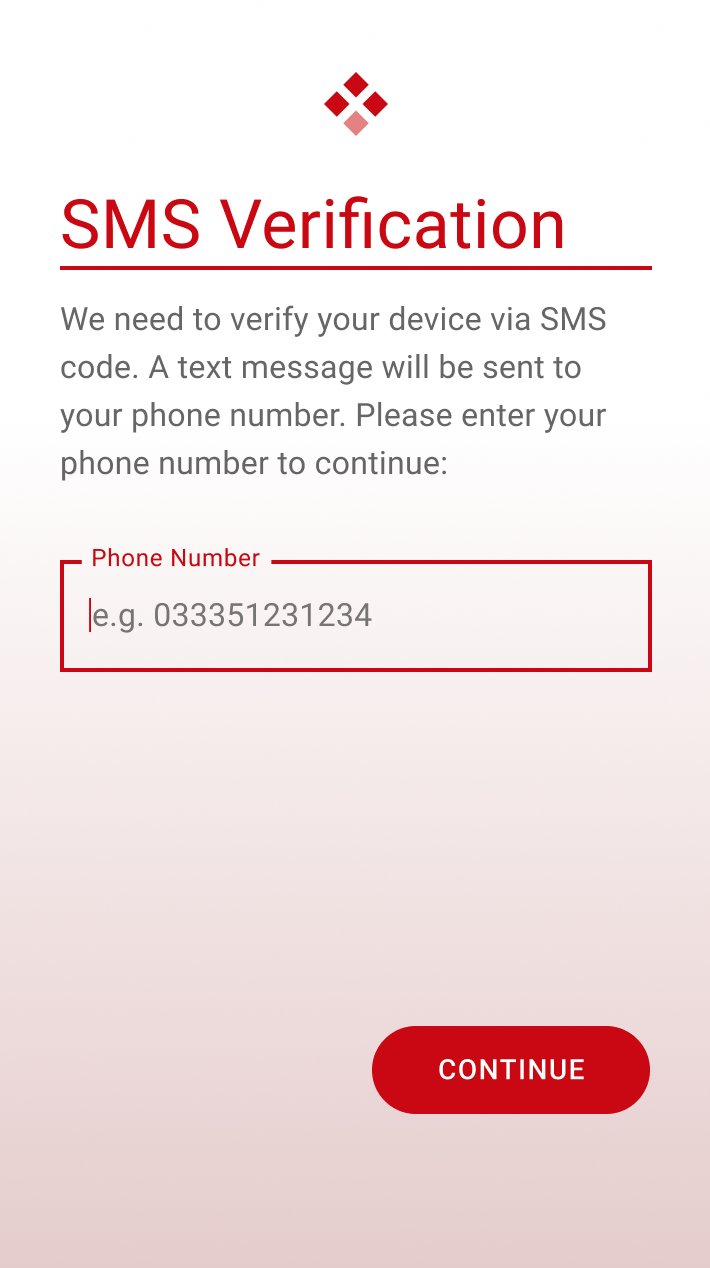 SMS Verification
We need to verify your device via SMS
code. A text message will be sent to
your phone number. Please enter your
phone number to continue:
Phone Number
e.g. 033351231234
CONTINUE